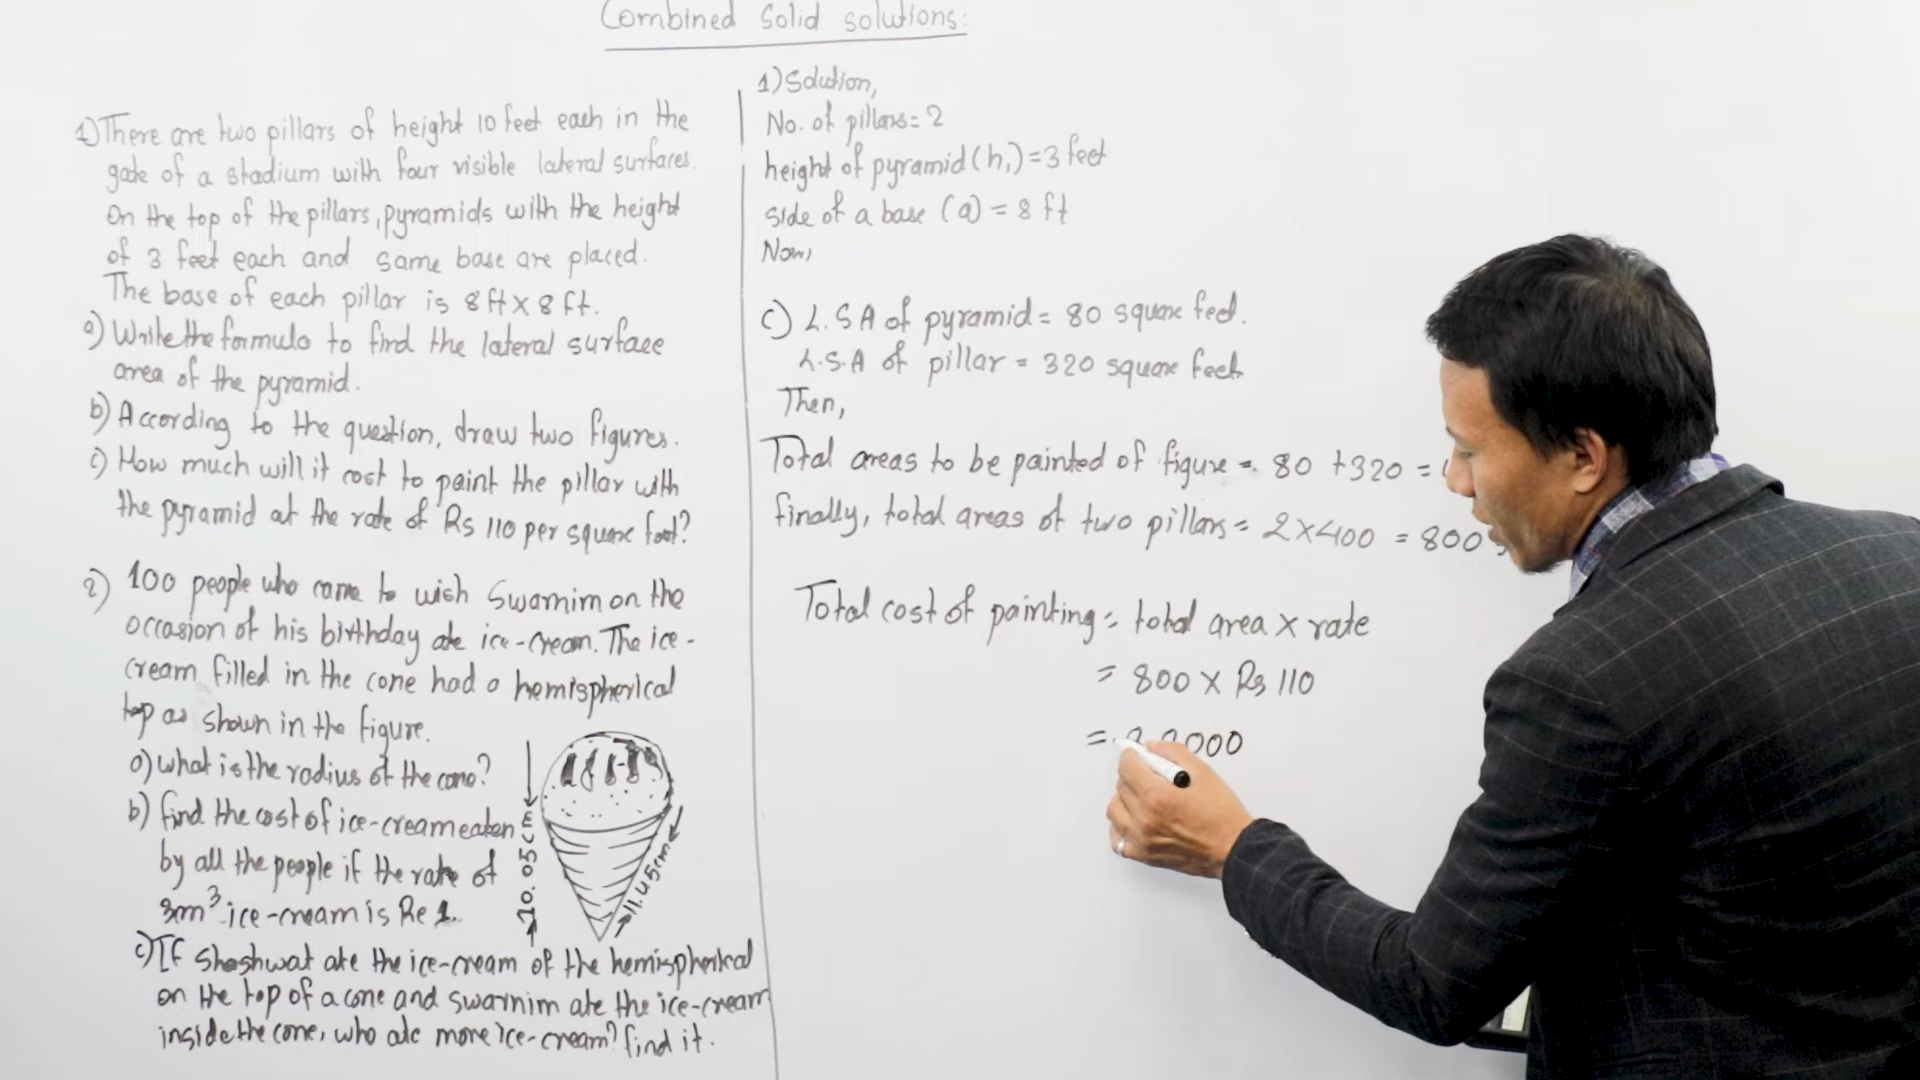 Combined Solid solutions:
1) There are two pillars of height 10 feet each in the
gate of a stadium with four visible lateral surfaces.
On the top of the pillars, pyramids with the height
of 3 feet each and same base are placed.
The base of each pillar is 8ft x 8 ft.
a) Write the formula to find the lateral surface
area of the pyramid.
b) According to the question, draw two figures.
c) How much will it cost to paint the pillar with
the pyramid at the rate of Rs 110 per square foot?
2) 100 people who came to wish Swarnim on the
occasion of his birthday ate ice-cream. The ice-
cream filled in the cone had a hemispherical
top as shown in the figure.
a) what is the radius of the cone?
b) find the cost of ice-cream eaten
by all the people if the rate of
3cm³ ice-cream is Re 1.
c) If Shashwat ate the ice-cream of the hemispherical
on the top of a cone and swarnim ate the ice-cream
inside the cone, who ate more ice-cream? find it.
11.45cm
1) Solution,
No. of pillars = 2
height of pyramid (h₁) = 3 feet
side of a base (a) = 8 ft
Now,
c) L.S A of pyramid = 80 square feet.
L.S.A of pillar = 320 square feet.
Then,
Total areas to be painted of figure = 80 + 320 =
finally, total areas of two pillars = 2 x 400 = 800
Total cost of painting = total area x rate
= 800 x Rs 110